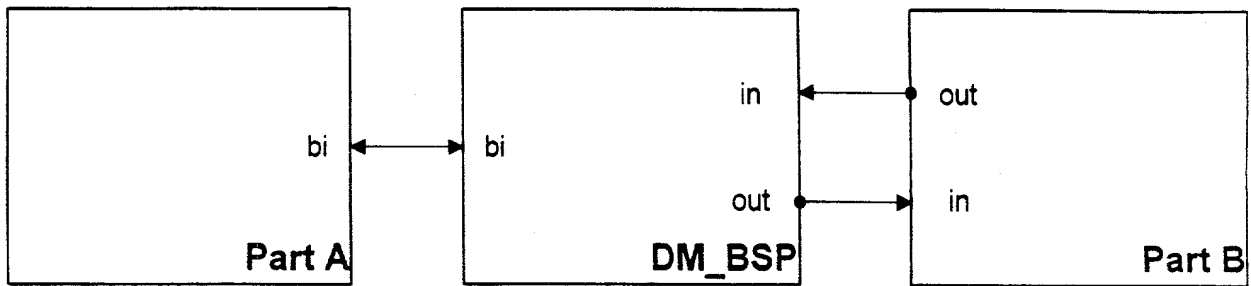 in
out
bi
bi
out
in
Part A
DM_BSP
Part B